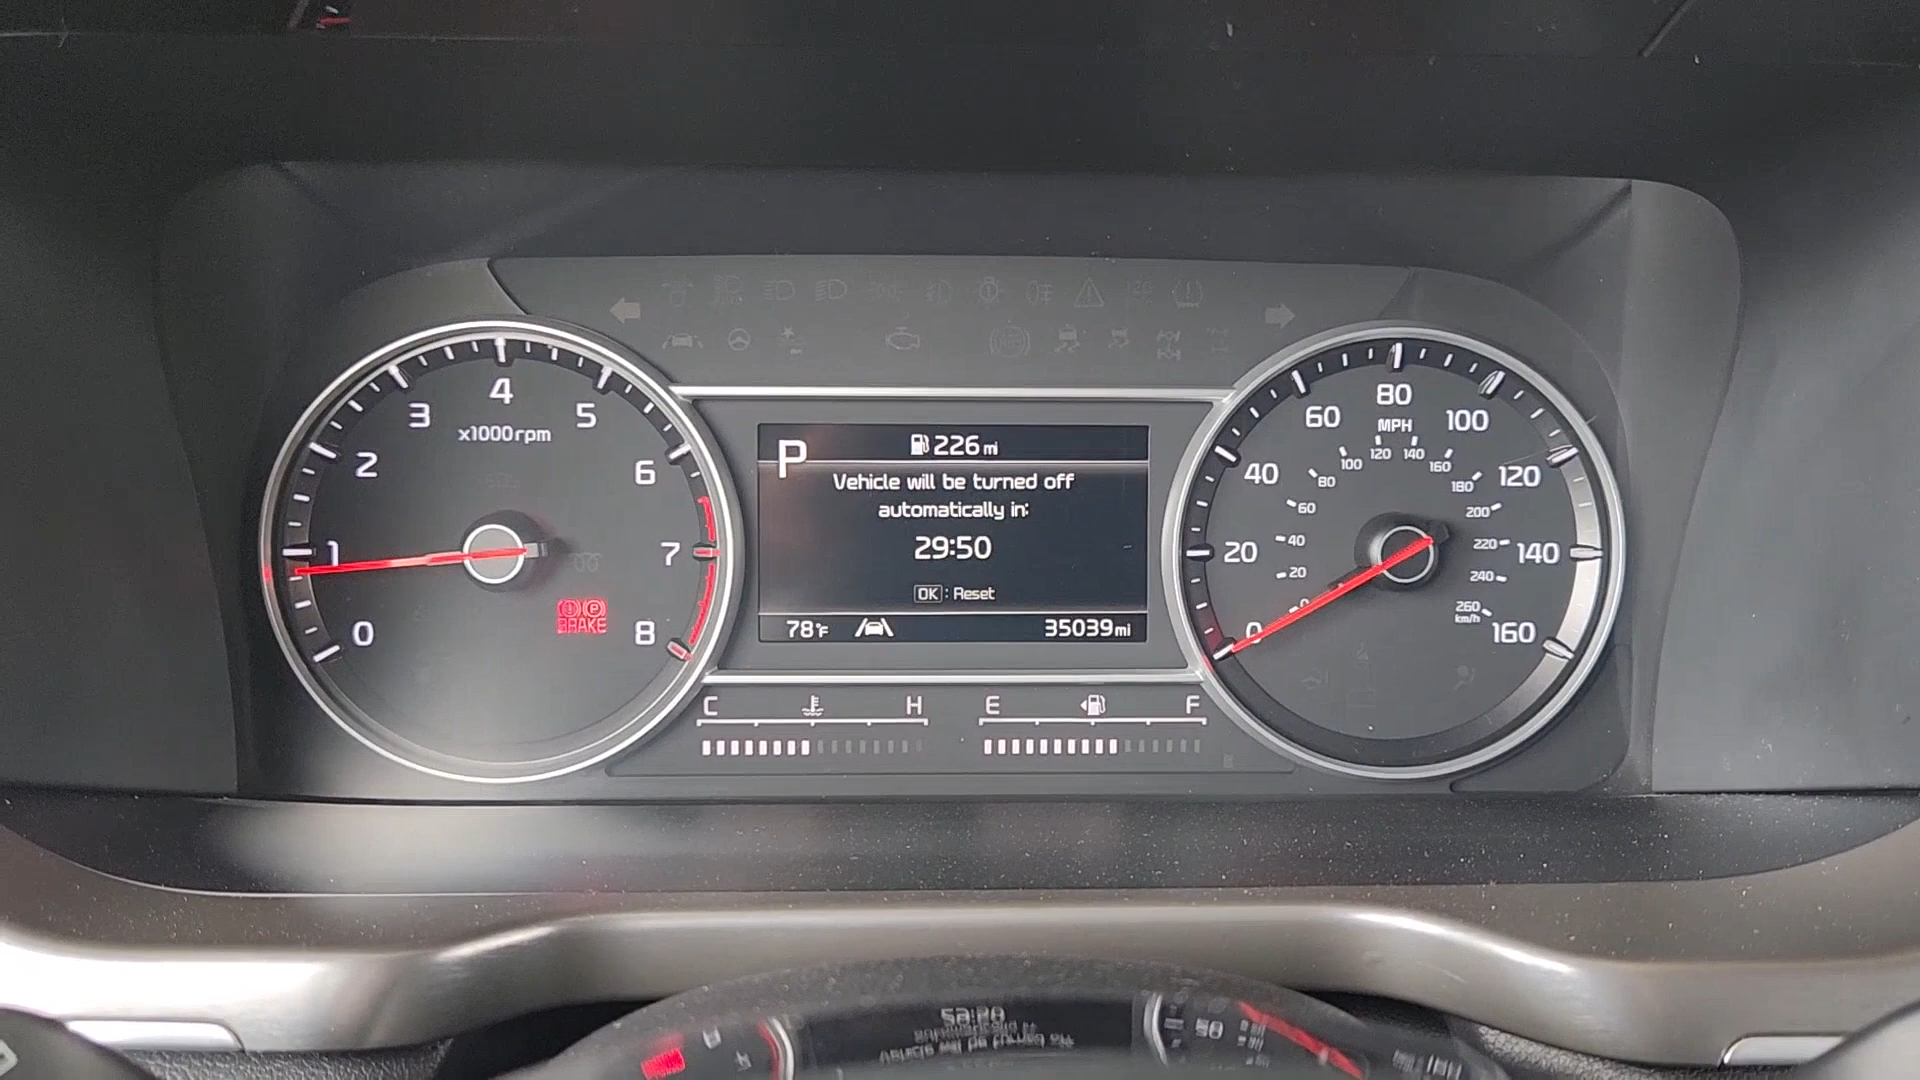 P
226 mi
Vehicle will be turned off
automatically in:
29:50
OK : Reset
78°F
35039 mi
0
1
2
3
4
5
6
7
8
x1000rpm
BRAKE
C
H
E
F
0
20
40
60
80
100
120
140
160
MPH
0
20
40
60
80
100
120
140
160
180
200
220
240
260
km/h